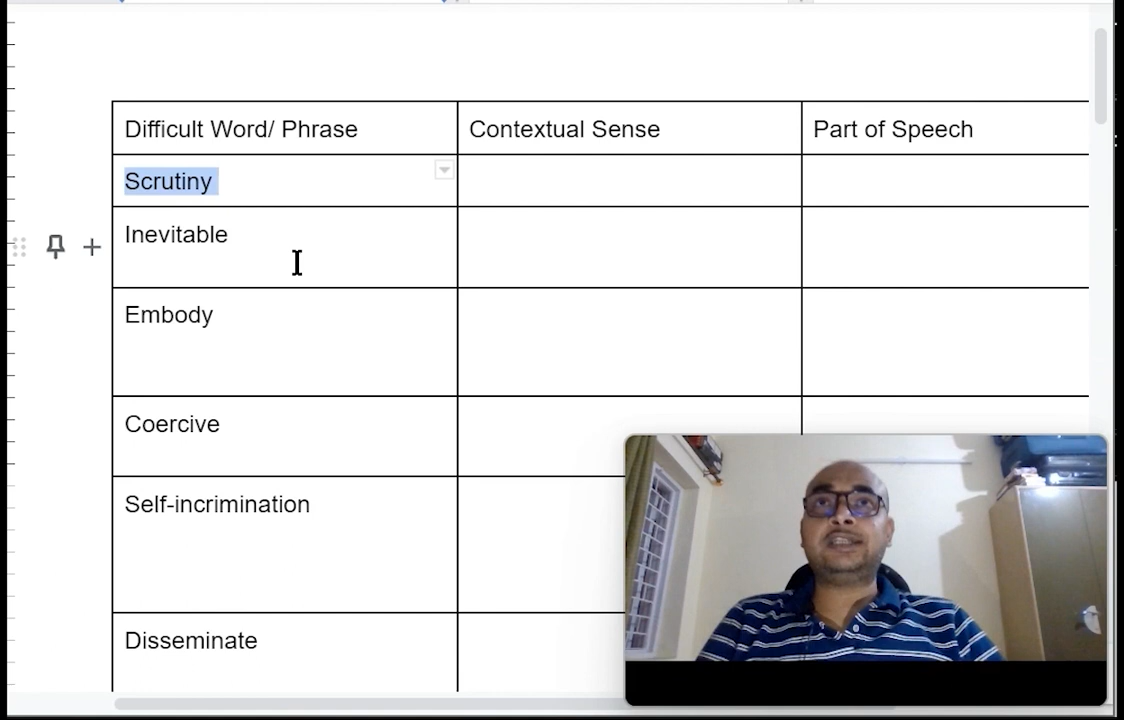 Difficult Word/ Phrase
Contextual Sense
Part of Speech
Scrutiny
Inevitable
Embody
Coercive
Self-incrimination
Disseminate